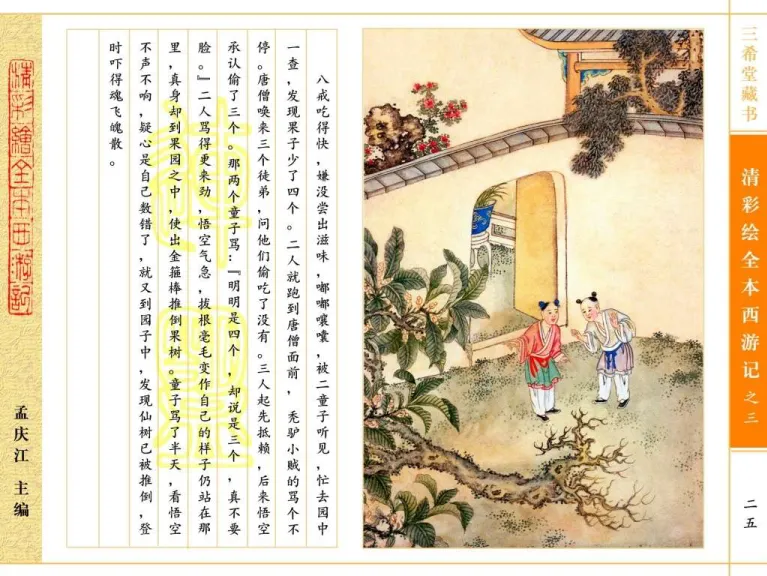 三希堂藏书
清彩绘全本西游记之三
二五
八戒吃得快，嫌没尝出滋味，嘟嘟嚷囔，被二童子听见，忙去园中
一查，发现果子少了四个。二人就跑到唐僧面前，秃驴小贼的骂个不
停。唐僧唤来三个徒弟，问他们偷吃了没有。三人起先抵赖，后来悟空
承认偷了三个。那两个童子骂：『明明是四个，却说是三个，真不要
脸。』二人骂得更来劲，悟空气急，拔根毫毛变作自己的样子仍站在那
里，真身却到果园之中，使出金箍棒推倒果树。童子骂了半天，看悟空
不声不响，疑心是自己数错了，就又到园子中，发现仙树已被推倒，登
时吓得魂飞魄散。
清彩绘全本西游记
孟庆江 主编